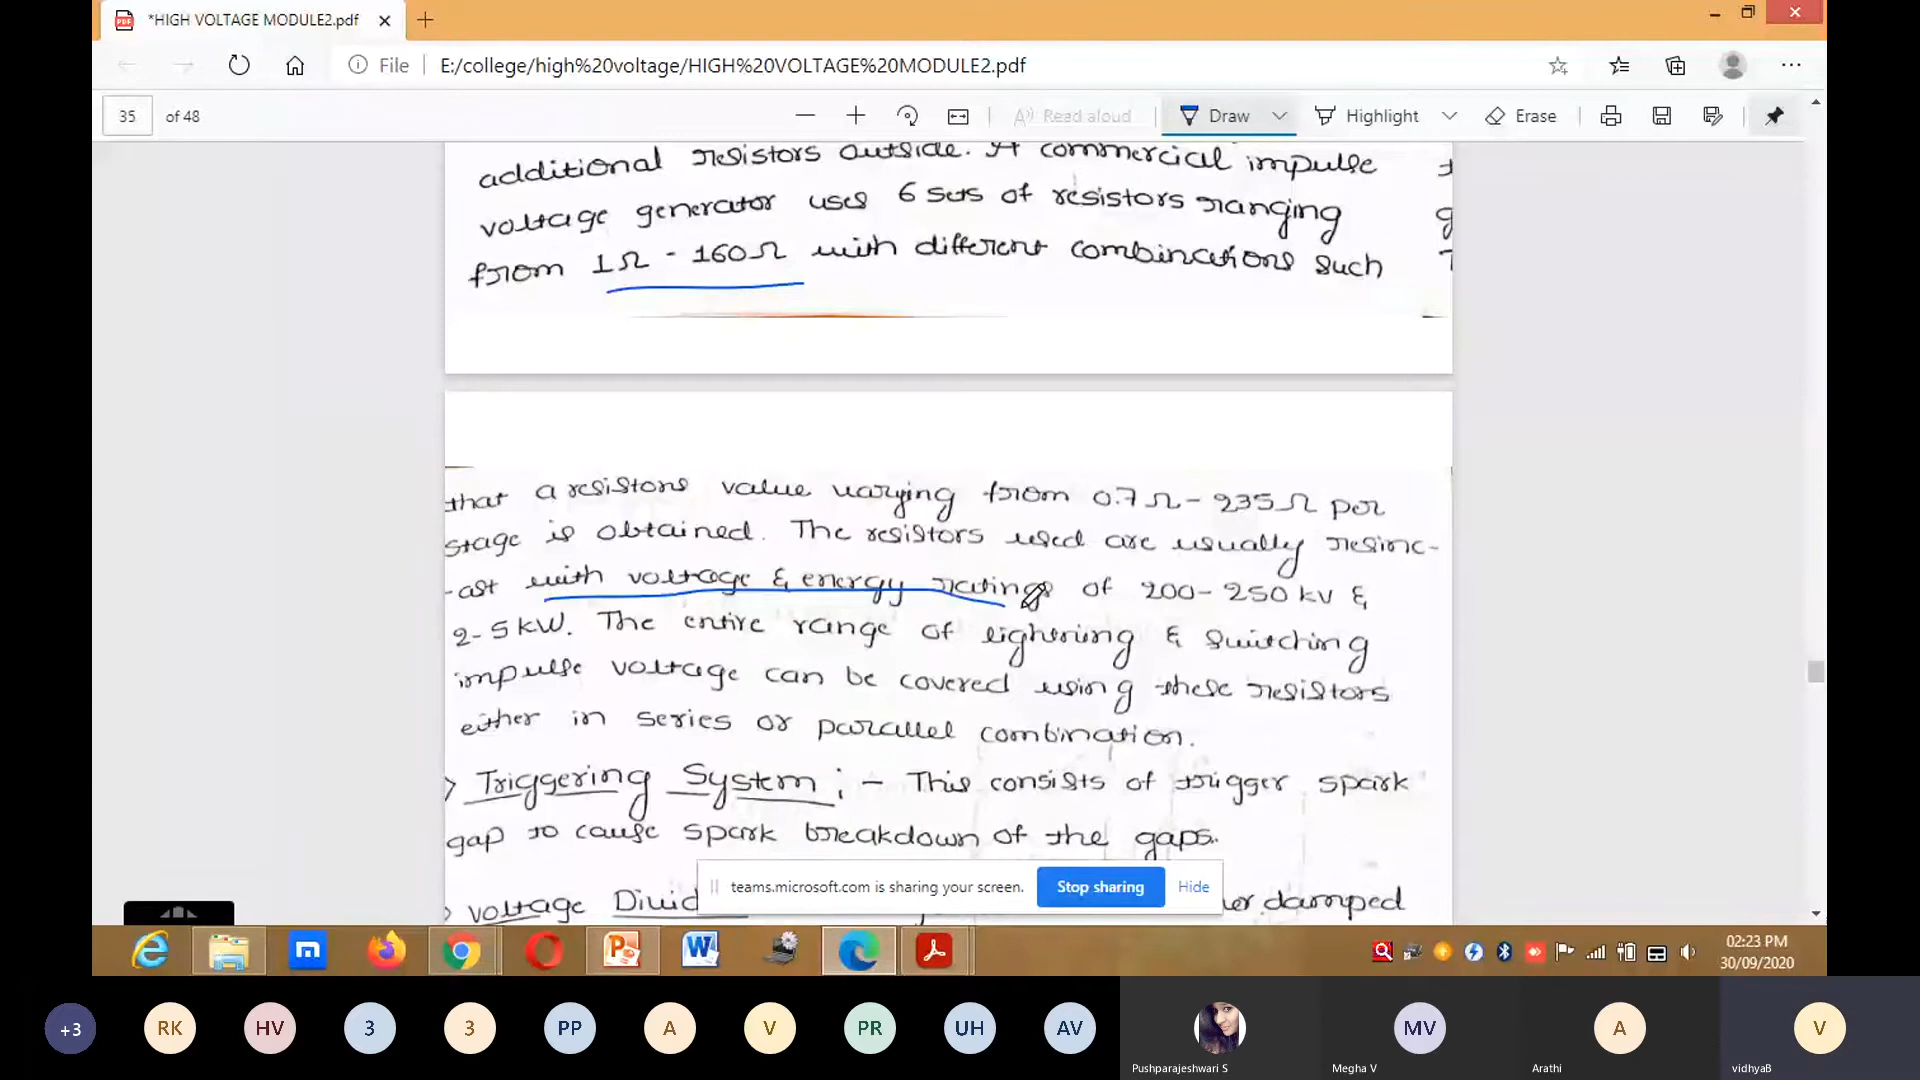 *HIGH VOLTAGE MODULE2.pdf
File E:/college/high%20voltage/HIGH%20VOLTAGE%20MODULE2.pdf
35 of 48 Read aloud Draw Highlight Erase
additional resistors outside. A commercial impulse
voltage generator uses 6 sets of resistors ranging
from 1Ω - 160Ω with different combinations such
that a resistors value varying from 0.7Ω - 235Ω per
stage is obtained. The resistors used are usually resinc-
-ast with voltage & energy ratings of 200-250 kV &
2-5 kW. The entire range of lightning & switching
impulse voltage can be covered using these resistors
either in series or parallel combination.
Triggering System ; - This consists of trigger spark
gap to cause spark breakdown of the gaps.
voltage Divid damped
teams.microsoft.com is sharing your screen. Stop sharing Hide
02:23 PM
30/09/2020
+3 RK HV 3 3 PP A V PR UH AV MV A V
Pushparajeshwari S Megha V Arathi vidhyaB